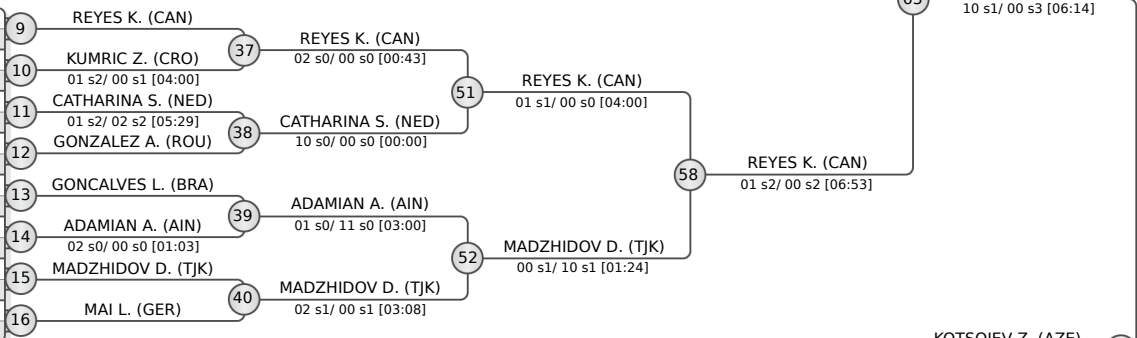 9
REYES K. (CAN)
10
KUMRIC Z. (CRO)
01 s2/ 00 s1 [04:00]
11
CATHARINA S. (NED)
01 s2/ 02 s2 [05:29]
12
GONZALEZ A. (ROU)
13
GONCALVES L. (BRA)
14
ADAMIAN A. (AIN)
02 s0/ 00 s0 [01:03]
15
MADZHIDOV D. (TJK)
16
MAI L. (GER)
37
REYES K. (CAN)
02 s0/ 00 s0 [00:43]
38
CATHARINA S. (NED)
10 s0/ 00 s0 [00:00]
39
ADAMIAN A. (AIN)
01 s0/ 11 s0 [03:00]
40
MADZHIDOV D. (TJK)
02 s1/ 00 s1 [03:08]
51
REYES K. (CAN)
01 s1/ 00 s0 [04:00]
52
MADZHIDOV D. (TJK)
00 s1/ 10 s1 [01:24]
58
REYES K. (CAN)
01 s2/ 00 s2 [06:53]
10 s1/ 00 s3 [06:14]
KOTSOIEV Z. (AZE)